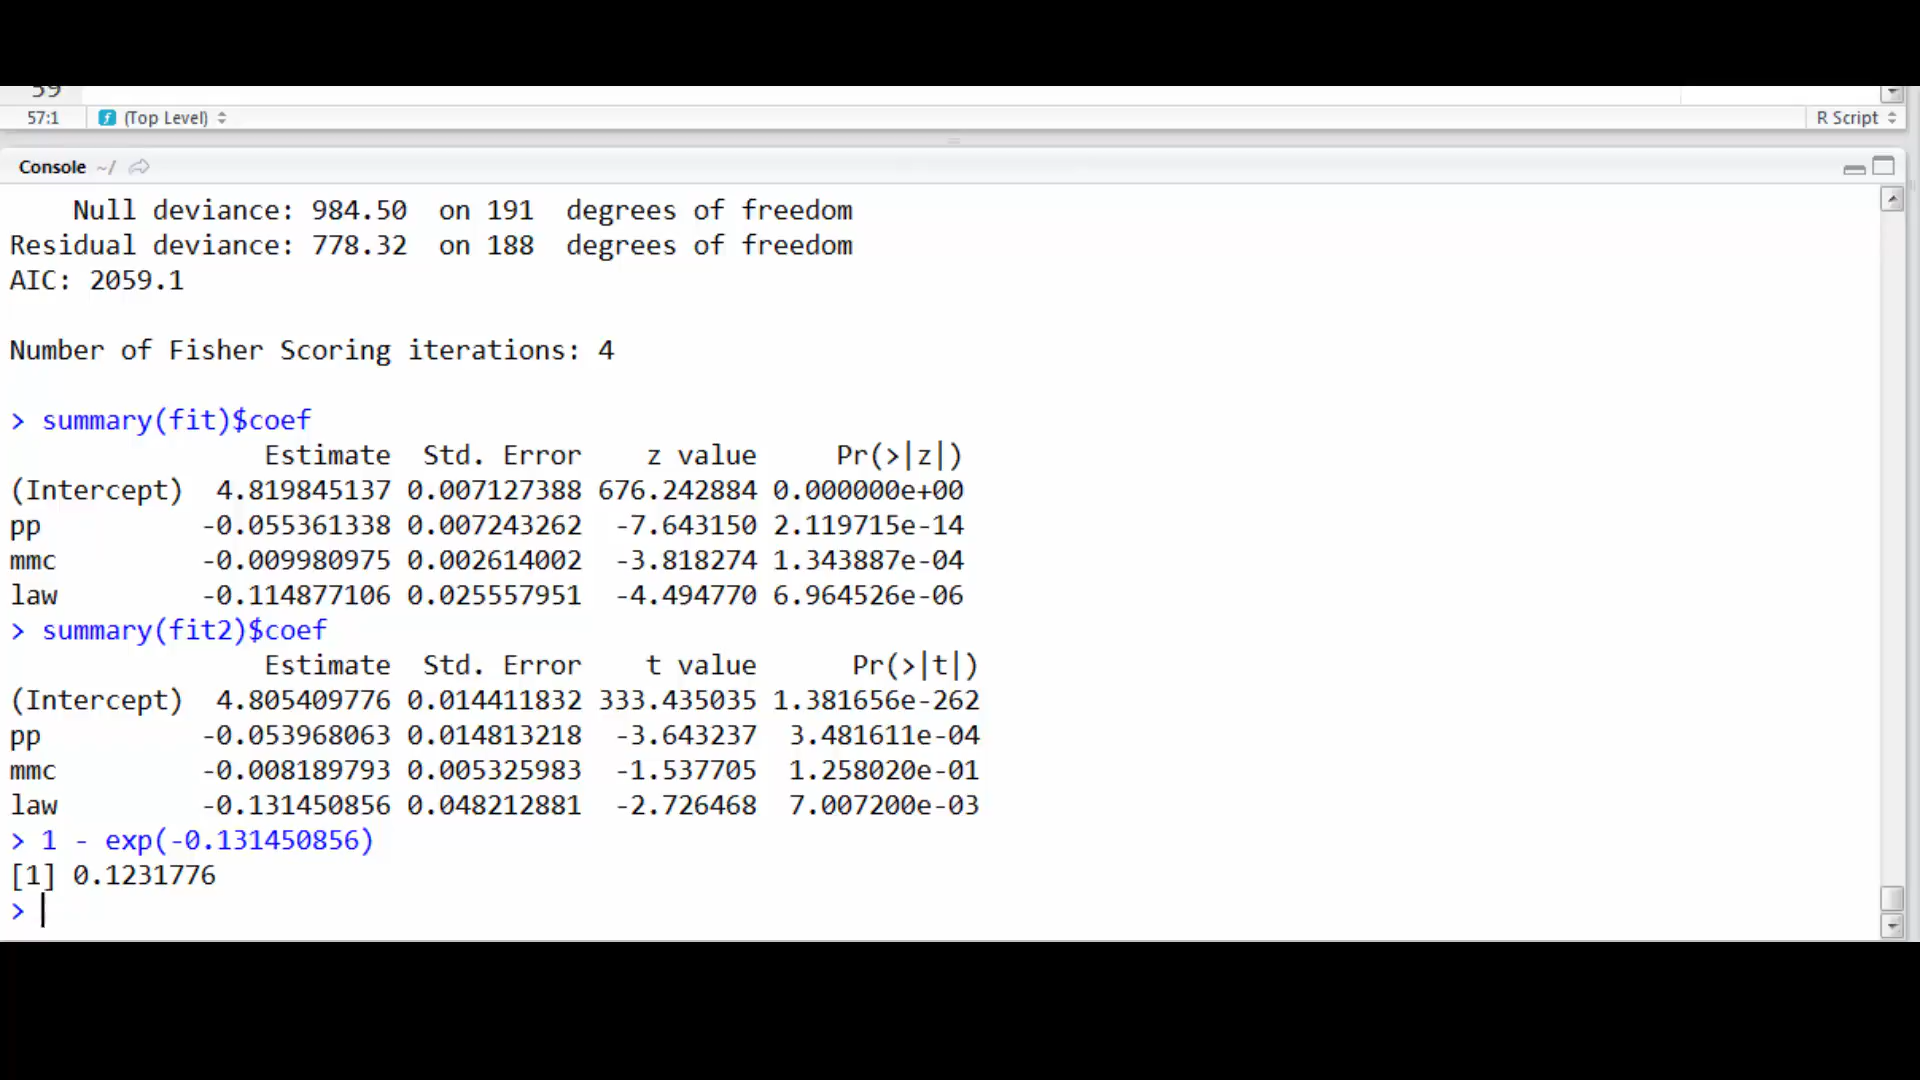 59
57:1 (Top Level) R Script
Console ~/
Null deviance: 984.50 on 191 degrees of freedom
Residual deviance: 778.32 on 188 degrees of freedom
AIC: 2059.1
Number of Fisher Scoring iterations: 4
> summary(fit)$coef
Estimate Std. Error z value Pr(>|z|)
(Intercept) 4.819845137 0.007127388 676.242884 0.000000e+00
pp -0.055361338 0.007243262 -7.643150 2.119715e-14
mmc -0.009980975 0.002614002 -3.818274 1.343887e-04
law -0.114877106 0.025557951 -4.494770 6.964526e-06
> summary(fit2)$coef
Estimate Std. Error t value Pr(>|t|)
(Intercept) 4.805409776 0.014411832 333.435035 1.381656e-262
pp -0.053968063 0.014813218 -3.643237 3.481611e-04
mmc -0.008189793 0.005325983 -1.537705 1.258020e-01
law -0.131450856 0.048212881 -2.726468 7.007200e-03
> 1 - exp(-0.131450856)
[1] 0.1231776
>